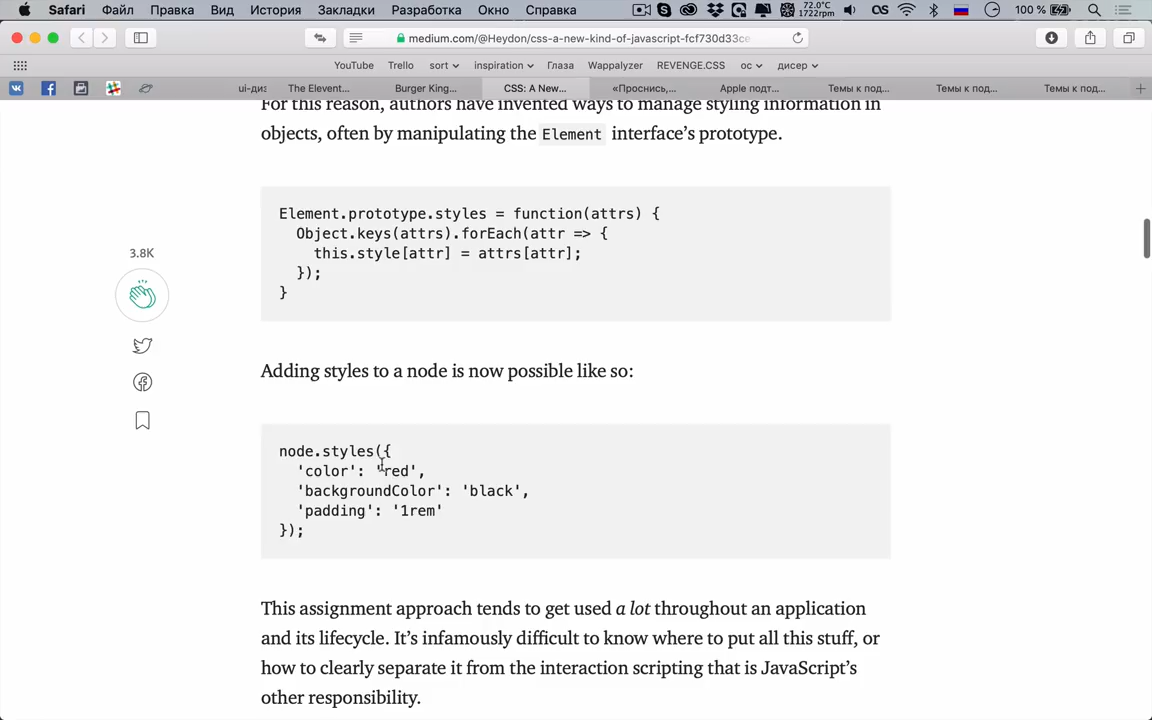 Safari Файл Правка Вид История Закладки Разработка Окно Справка 72.0°C 1722rpm 100 %
medium.com/@Heydon/css-a-new-kind-of-javascript-fcf730d33ce
YouTube Trello sort inspiration Глаза Wappalyzer REVENGE.CSS ос дисер
ui-диз The Elevent... Burger King... CSS: A New... «Проснись,... Apple подт... Темы к под... Темы к под... Темы к под...
For this reason, authors have invented ways to manage styling information in
objects, often by manipulating the Element interface’s prototype.
Element.prototype.styles = function(attrs) {
Object.keys(attrs).forEach(attr => {
this.style[attr] = attrs[attr];
});
}
3.8K
Adding styles to a node is now possible like so:
node.styles({
'color': 'red',
'backgroundColor': 'black',
'padding': '1rem'
});
This assignment approach tends to get used a lot throughout an application
and its lifecycle. It’s infamously difficult to know where to put all this stuff, or
how to clearly separate it from the interaction scripting that is JavaScript’s
other responsibility.